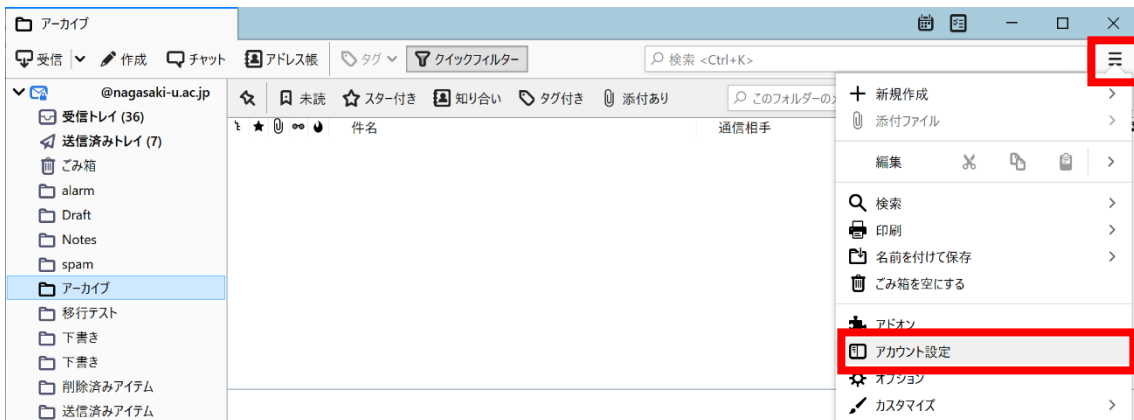 アーカイブ
受信 作成 チャット アドレス帳 タグ クイックフィルター 検索 <Ctrl+K>
@nagasaki-u.ac.jp
受信トレイ (36)
送信済みトレイ (7)
ごみ箱
alarm
Draft
Notes
spam
アーカイブ
移行テスト
下書き
下書き
削除済みアイテム
送信済みアイテム
未読 スター付き 知り合い タグ付き 添付あり このフォルダーのメ
件名 通信相手
新規作成
添付ファイル
編集
検索
印刷
名前を付けて保存
ごみ箱を空にする
アドオン
アカウント設定
オプション
カスタマイズ